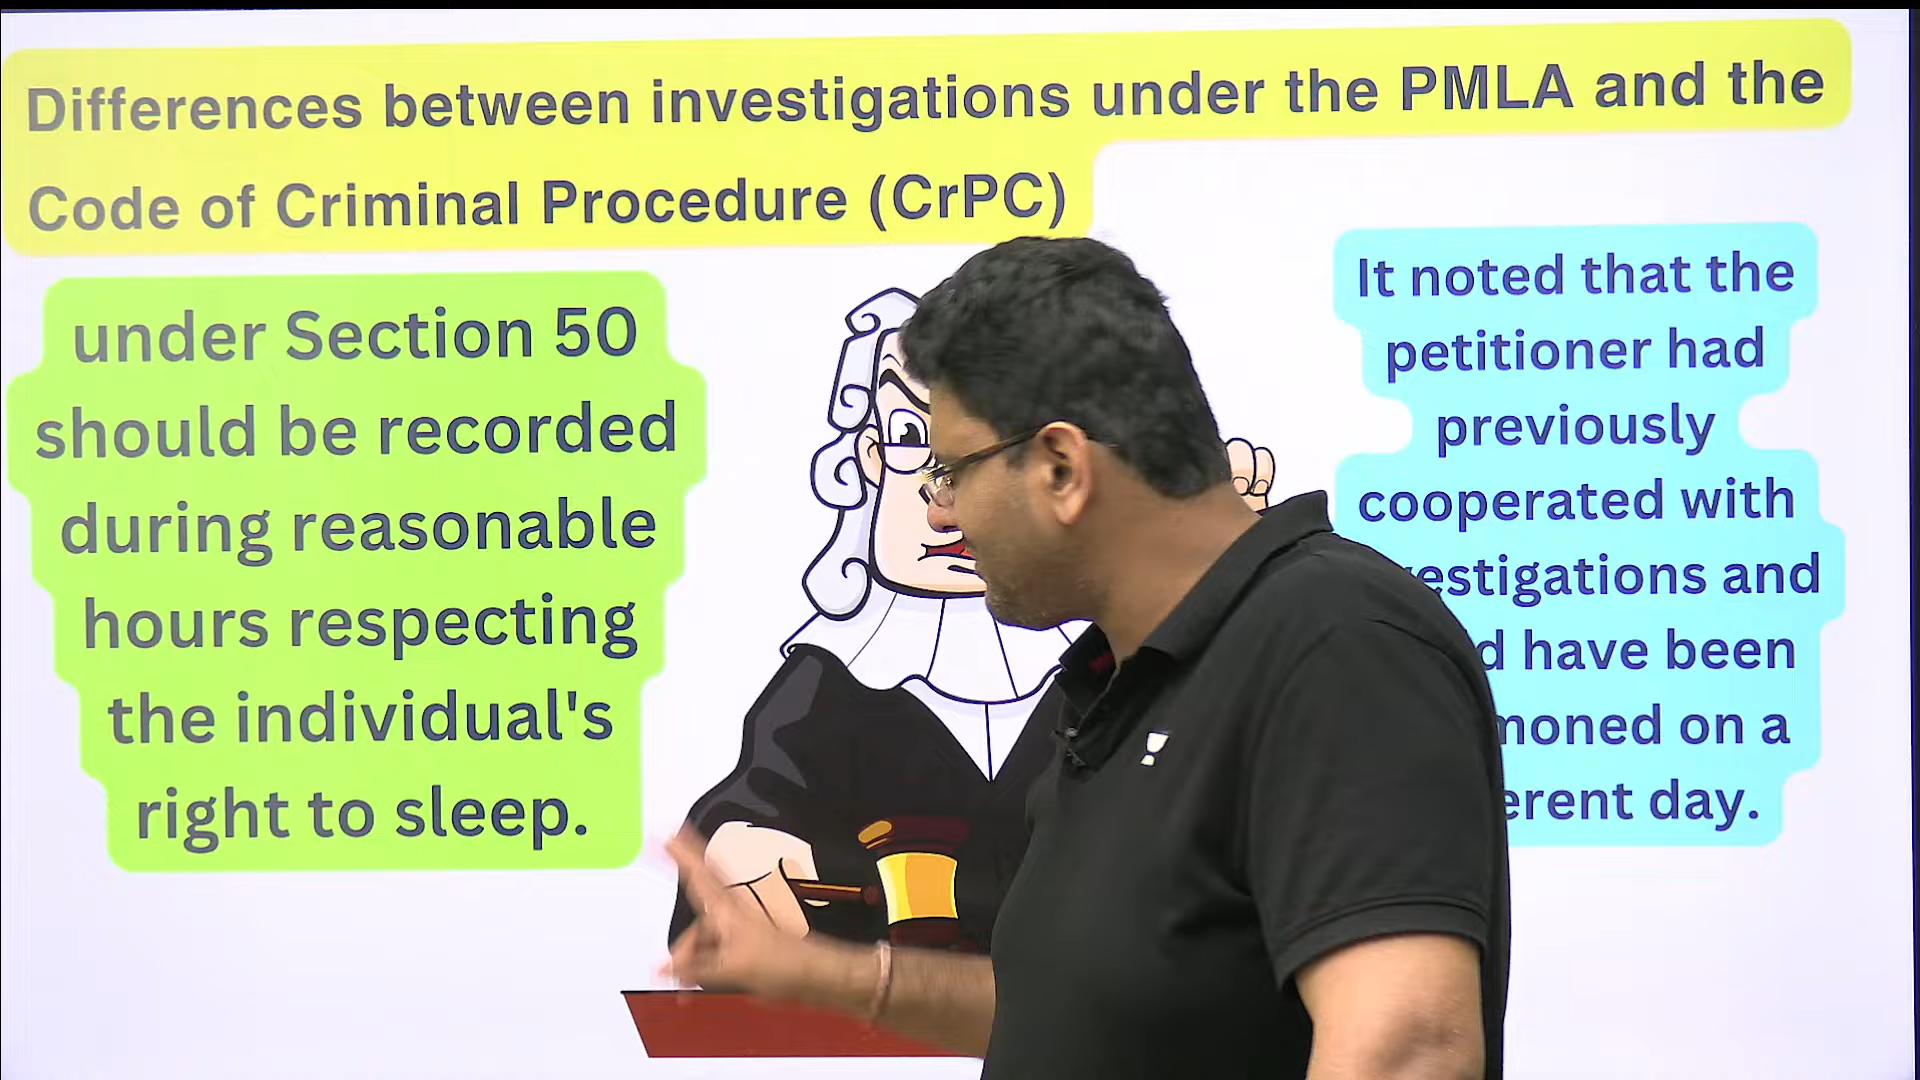 Differences between investigations under the PMLA and the
Code of Criminal Procedure (CrPC)
under Section 50
should be recorded
during reasonable
hours respecting
the individual's
right to sleep.
It noted that the
petitioner had
previously
cooperated with
estigations and
d have been
moned on a
erent day.